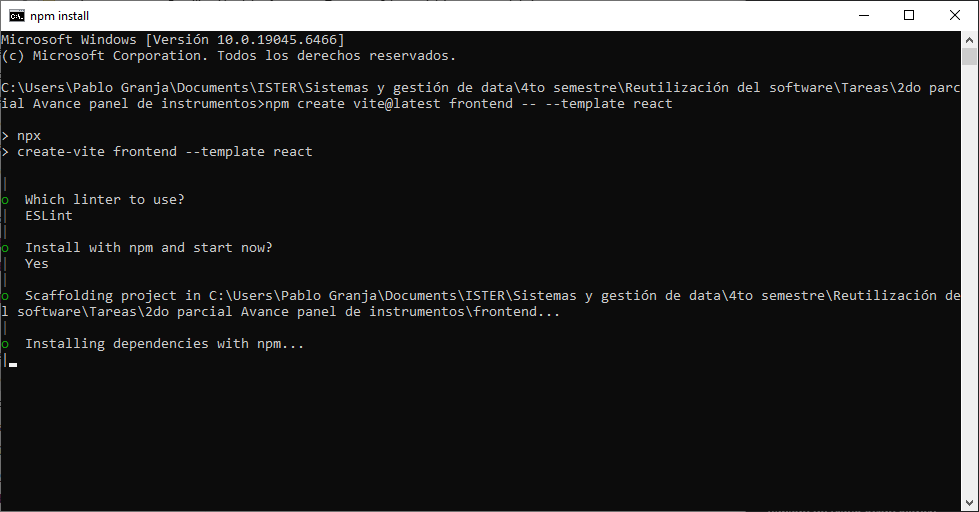 npm install
Microsoft Windows [Versión 10.0.19045.6466]
(c) Microsoft Corporation. Todos los derechos reservados.
C:\Users\Pablo Granja\Documents\ISTER\Sistemas y gestión de data\4to semestre\Reutilización del software\Tareas\2do parc
ial Avance panel de instrumentos>npm create vite@latest frontend -- --template react
> npx
> create-vite frontend --template react
|
o  Which linter to use?
|  ESLint
|
o  Install with npm and start now?
|  Yes
|
o  Scaffolding project in C:\Users\Pablo Granja\Documents\ISTER\Sistemas y gestión de data\4to semestre\Reutilización de
l software\Tareas\2do parcial Avance panel de instrumentos\frontend...
|
o  Installing dependencies with npm...
|